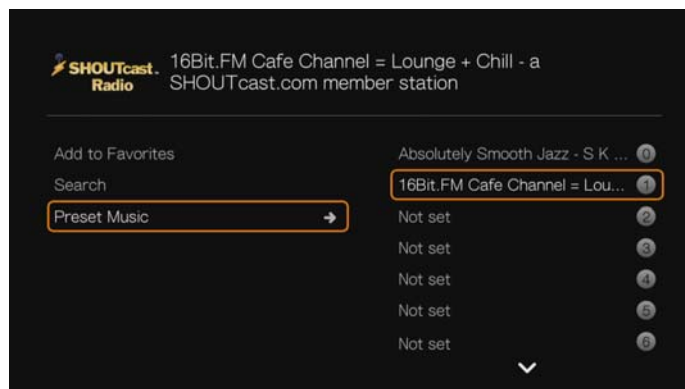 SHOUTcast Radio
16Bit.FM Cafe Channel = Lounge + Chill - a
SHOUTcast.com member station
Add to Favorites
Search
Preset Music
Absolutely Smooth Jazz - S K ... 0
16Bit.FM Cafe Channel = Lou... 1
Not set 2
Not set 3
Not set 4
Not set 5
Not set 6